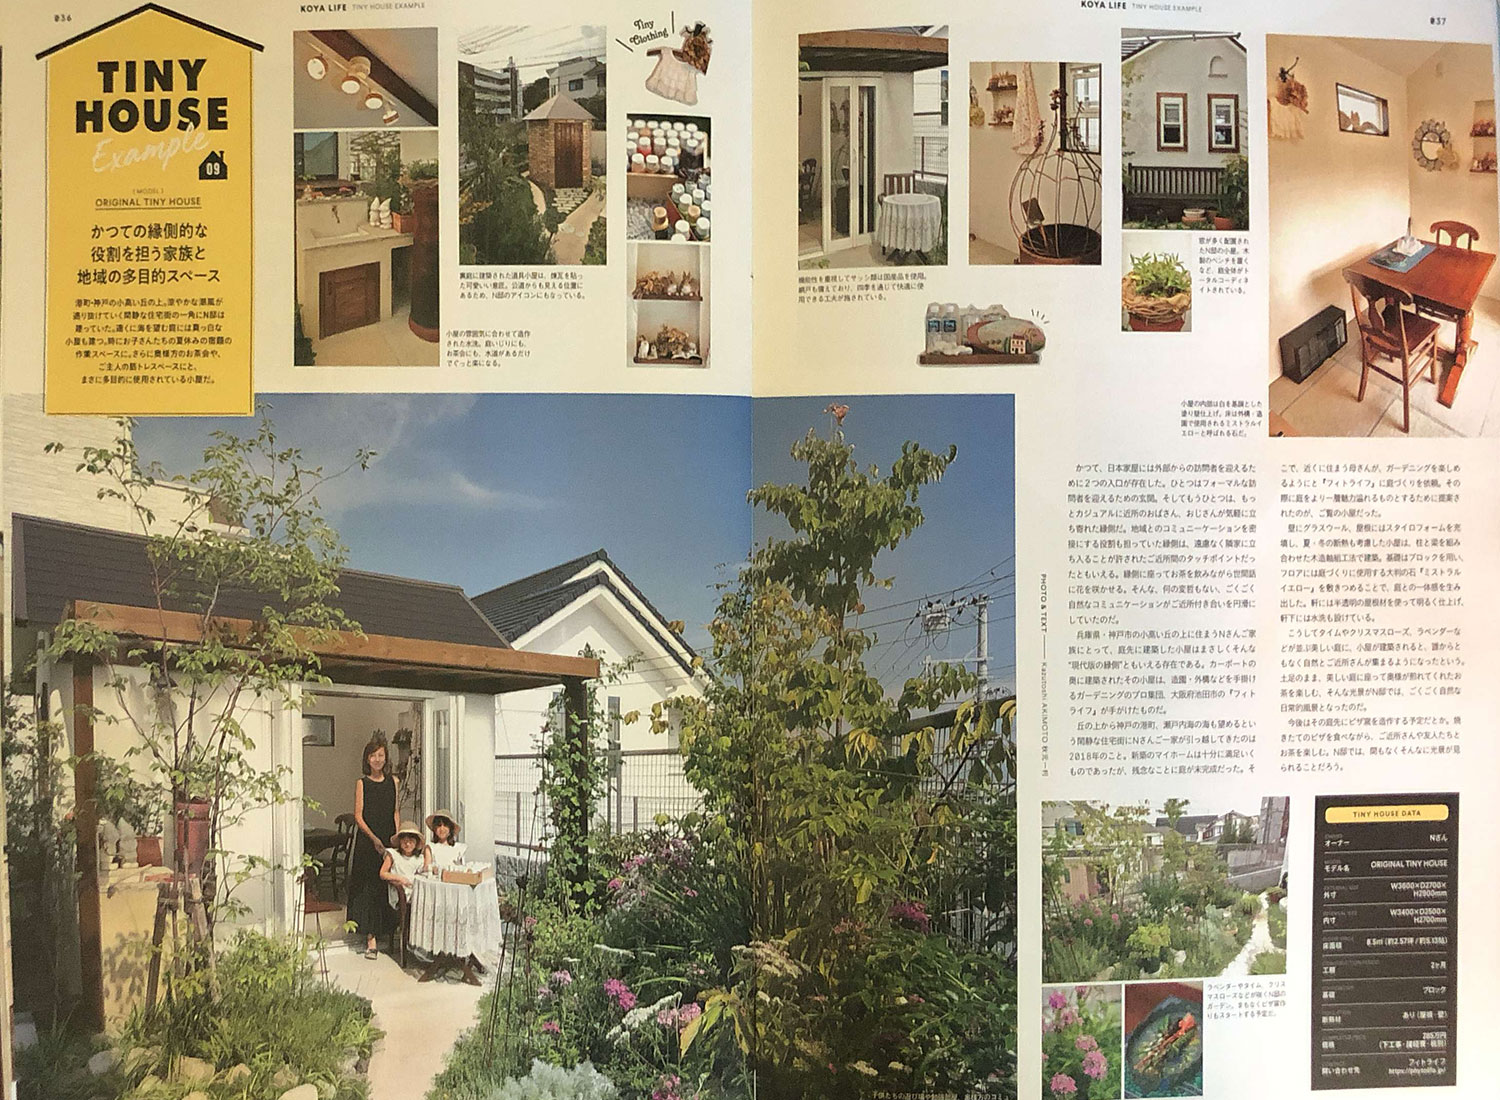 036
KOYA LIFE TINY HOUSE EXAMPLE
TINY
HOUSE
Example
09
[MODEL]
ORIGINAL TINY HOUSE
かつての縁側的な
役割を担う家族と
地域の多目的スペース
港町・神戸の小高い丘の上。涼やかな潮風が
通り抜けていく閑静な住宅街の一角にN邸は
建っていた。遠くに海を望む庭には真っ白な
小屋も建つ。時にお子さんたちの夏休みの宿題の
作業スペースに。さらに奥様方のお茶会や、
ご主人の筋トレスペースにと、
まさに多目的に使用されている小屋だ。
Tiny
Clothing
裏庭に建築された道具小屋は、煉瓦を貼っ
た可愛いい意匠。公道からも見える位置に
あるため、N邸のアイコンにもなっている。
小屋の雰囲気に合わせて造作
された水洗。庭いじりにも、
お茶会にも、水道があるだけ
でぐっと楽になる。
KOYA LIFE TINY HOUSE EXAMPLE
037
機能性を重視してサッシ類は国産品を使用。
網戸も備えており、四季を通じて快適に使
用できる工夫が施されている。
窓が多く配置され
たN邸の小屋。木
製のベンチを置く
など、庭全体がト
ータルコーディネ
イトされている。
小屋の内部は白を基調とした
塗り壁仕上げ。床は外構・造
園で使用されるミストラルイ
エローと呼ばれる石だ。
かつて、日本家屋には外部からの訪問者を迎えるた
めに2つの入口が存在した。ひとつはフォーマルな訪
問者を迎えるための玄関。そしてもうひとつは、もっ
とカジュアルに近所のおばさん、おじさんが気軽に立
ち寄れた縁側だ。地域とのコミュニーケーションを密
接にする役割も担っていた縁側は、遠慮なく隣家に立
ち入ることが許されたご近所間のタッチポイントだっ
たともいえる。縁側に座ってお茶を飲みながら世間話
に花を咲かせる。そんな、何の変哲もない、ごくごく
自然なコミュニケーションがご近所付き合いを円滑に
していたのだ。
兵庫県・神戸市の小高い丘の上に住まうNさんご家
族にとって、庭先に建築した小屋はまさしくそんな
“現代版の縁側”ともいえる存在である。カーポートの
奥に建築されたその小屋は、造園・外構などを手掛け
るガーデニングのプロ集団、大阪府池田市の『フィト
ライフ』が手がけたものだ。
丘の上から神戸の港町、瀬戸内海の海も望めるとい
う閑静な住宅街にNさんご一家が引っ越してきたのは
2018年のこと。新築のマイホームは十分に満足いく
ものであったが、残念なことに庭が未完成だった。そ
こで、近くに住まう母さんが、ガーデニングを楽しめ
るようにと『フィトライフ』に庭づくりを依頼。その
際に庭をより一層魅力溢れるものとするために提案さ
れたのが、ご覧の小屋だった。
壁にグラスウール、屋根にはスタイロフォームを充
填し、夏・冬の断熱も考慮した小屋は、柱と梁を組み
合わせた木造軸組工法で建築。基礎はブロックを用い、
フロアには庭づくりに使用する大判の石『ミストラル
イエロー』を敷きつめることで、庭との一体感を生み
出した。軒には半透明の屋根材を使って明るく仕上げ、
軒下には水洗も設けている。
こうしてタイムやクリスマスローズ、ラベンダーな
どが並ぶ美しい庭に、小屋が建築されると、誰からと
もなく自然とご近所さんが集まるようになったという。
土足のまま、美しい庭に座って奥様が煎れてくれたお
茶を楽しむ、そんな光景がN邸では、ごくごく自然な
日常的風景となったのだ。
今後はその庭先にピザ窯を造作する予定だとか。焼
きたてのピザを食べながら、ご近所さんや友人たちと
お茶を楽しむ。N邸では、間もなくそんなに光景が見
られることだろう。
PHOTO & TEXT Kazutoshi AKIMOTO 秋元一利
ラベンダーやタイム、クリス
マスローズなどが咲くN邸の
ガーデン。まもなくピザ窯作
りもスタートする予定だ。
TINY HOUSE DATA
オーナー Nさん
モデル名 ORIGINAL TINY HOUSE
外寸 W3600×D2700×
H2900mm
内寸 W3400×D2500×
H2700mm
床面積 8.5㎡（約2.57坪 / 約5.13帖）
工期 2ヶ月
基礎 ブロック
断熱材 あり（屋根・壁）
価格 285万円
（下工事・諸経費・税別）
問い合わせ先 フィトライフ
https://phytolife.jp/